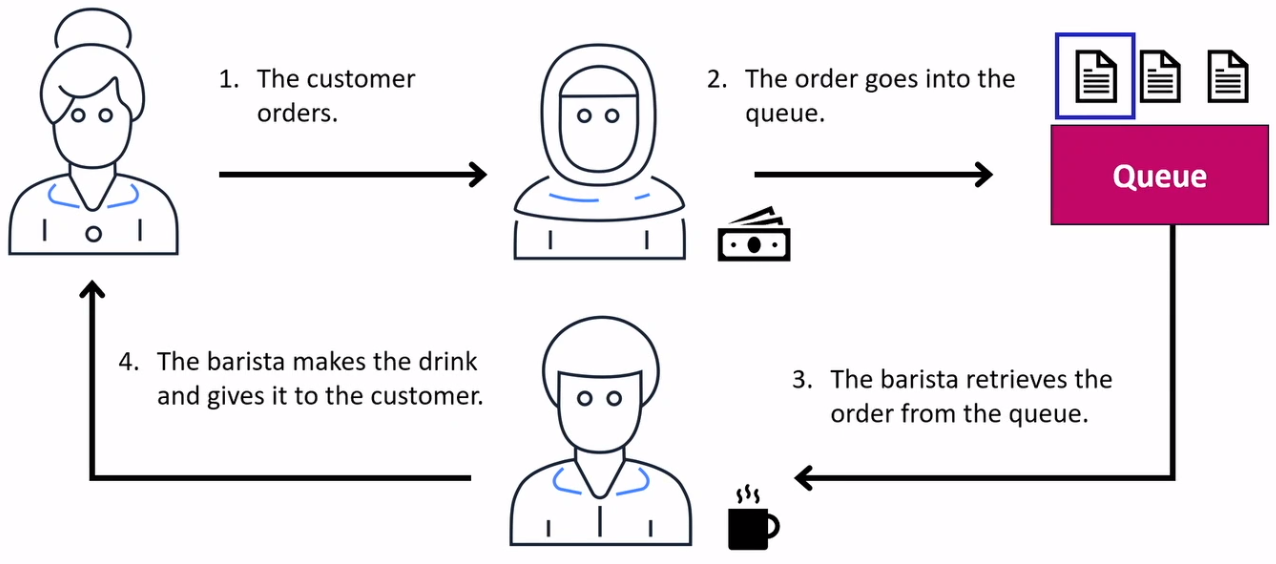 1. The customer
orders.
2. The order goes into the
queue.
Queue
3. The barista retrieves the
order from the queue.
4. The barista makes the drink
and gives it to the customer.